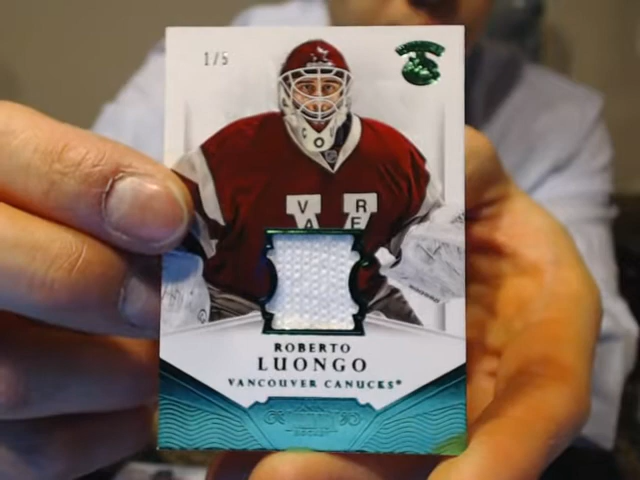 1/5
V R
A E
ROBERTO
LUONGO
VANCOUVER CANUCKS®